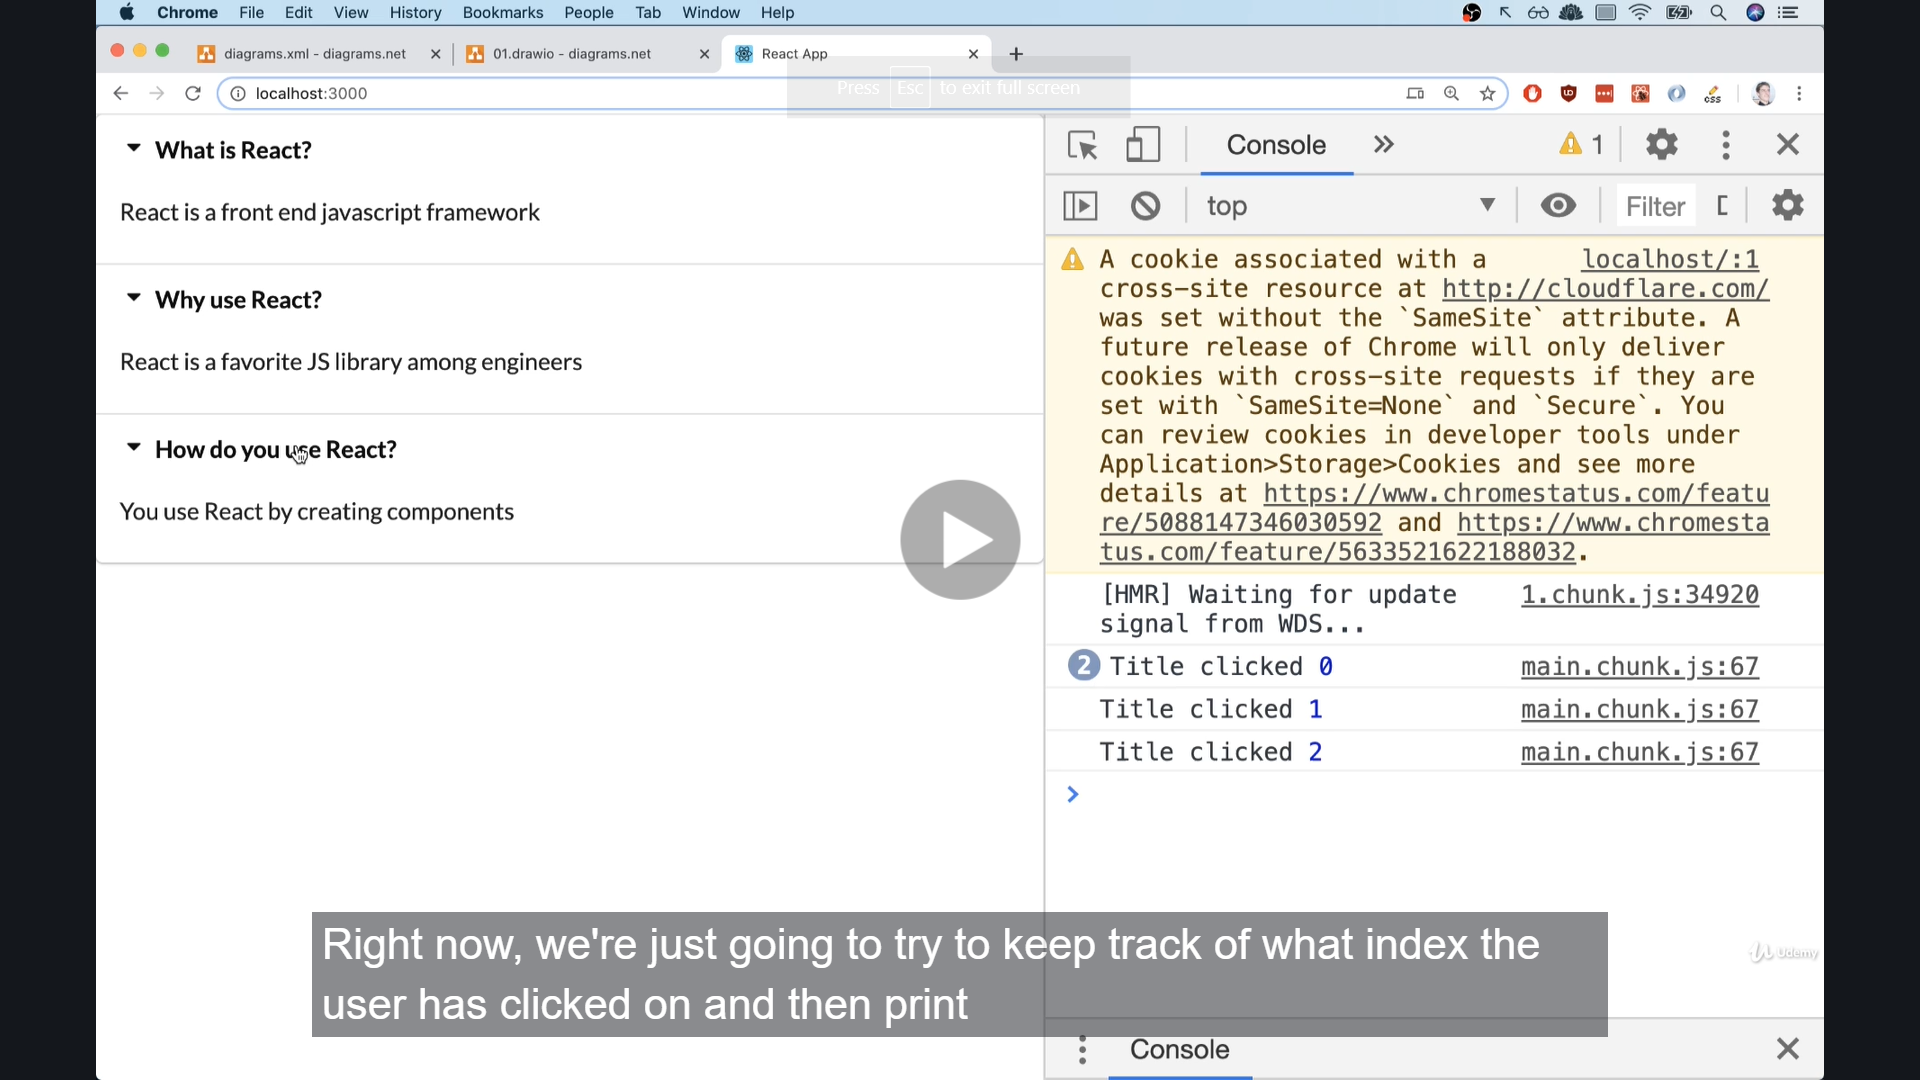 Chrome File Edit View History Bookmarks People Tab Window Help
diagrams.xml - diagrams.net
01.drawio - diagrams.net
React App
localhost:3000
Press Esc to exit full screen
What is React?
React is a front end javascript framework
Why use React?
React is a favorite JS library among engineers
How do you use React?
You use React by creating components
Console
1
top
Filter
A cookie associated with a localhost/:1
cross-site resource at http://cloudflare.com/
was set without the `SameSite` attribute. A
future release of Chrome will only deliver
cookies with cross-site requests if they are
set with `SameSite=None` and `Secure`. You
can review cookies in developer tools under
Application>Storage>Cookies and see more
details at https://www.chromestatus.com/featu
re/5088147346030592 and https://www.chromesta
tus.com/feature/5633521622188032.
[HMR] Waiting for update 1.chunk.js:34920
signal from WDS...
2 Title clicked 0 main.chunk.js:67
Title clicked 1 main.chunk.js:67
Title clicked 2 main.chunk.js:67
Right now, we're just going to try to keep track of what index the
user has clicked on and then print
Udemy
Console